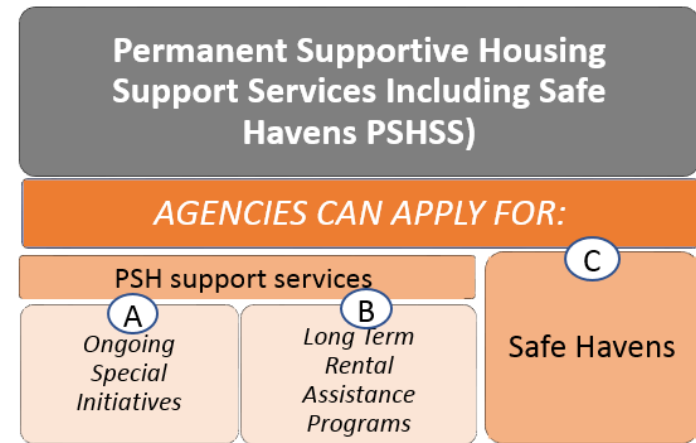 Permanent Supportive Housing
Support Services Including Safe
Havens PSHSS)
AGENCIES CAN APPLY FOR:
PSH support services
A
Ongoing
Special
Initiatives
B
Long Term
Rental
Assistance
Programs
C
Safe Havens